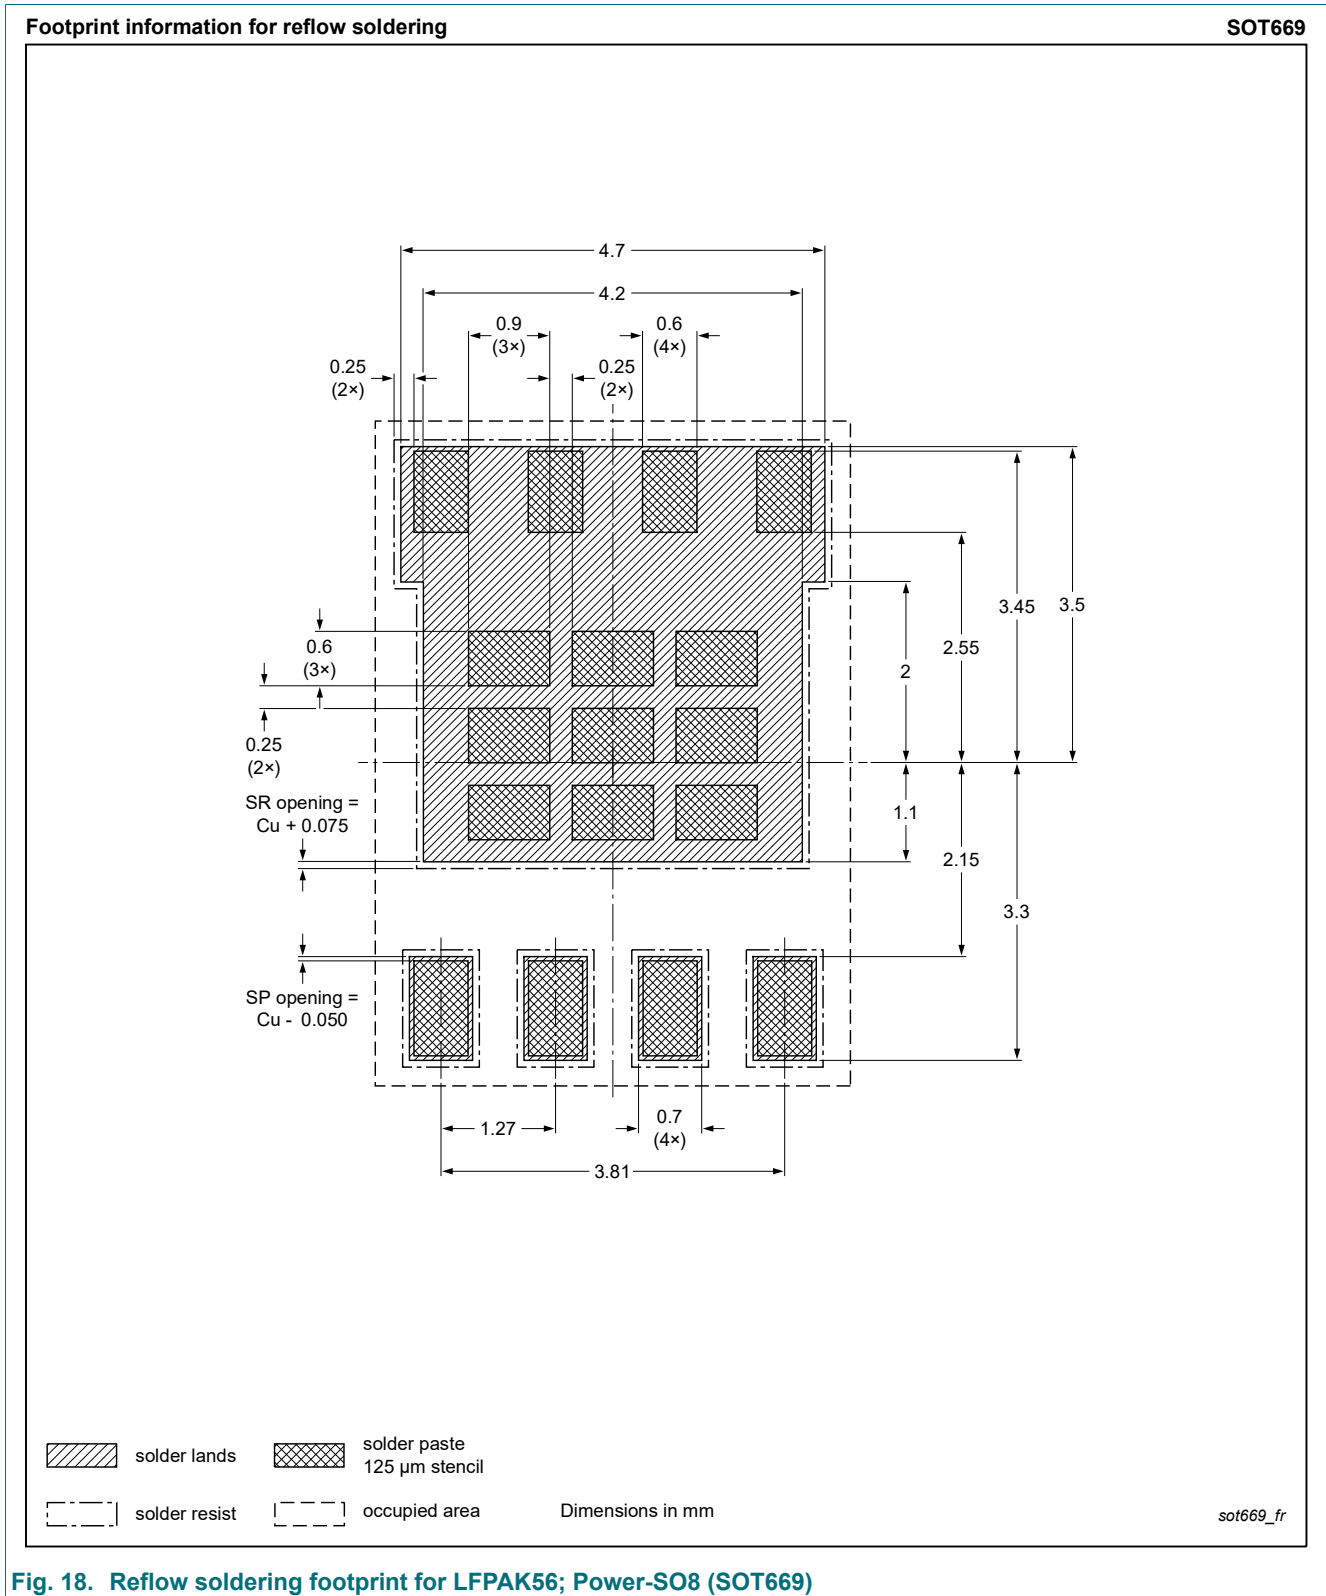 Footprint information for reflow soldering
SOT669
4.7
4.2
0.9
(3×)
0.6
(4×)
0.25
(2×)
0.25
(2×)
3.45
3.5
0.6
(3×)
2.55
2
0.25
(2×)
SR opening =
Cu + 0.075
1.1
2.15
3.3
SP opening =
Cu - 0.050
1.27
0.7
(4×)
3.81
solder lands
solder paste
125 µm stencil
solder resist
occupied area
Dimensions in mm
sot669_fr
Fig. 18. Reflow soldering footprint for LFPAK56; Power-SO8 (SOT669)